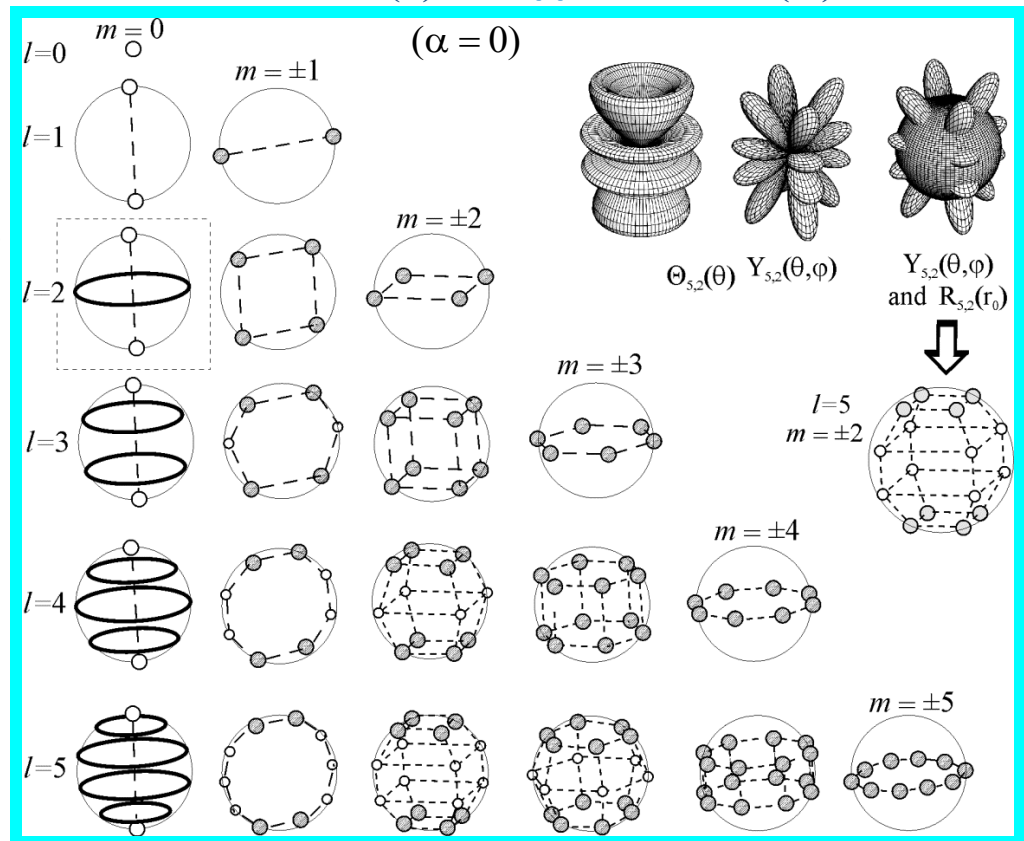 m = 0
(α = 0)
l=0
m = ±1
l=1
m = ±2
l=2
Θ5,2(θ)
Y5,2(θ,φ)
Y5,2(θ,φ)
and R5,2(r0)
m = ±3
l=3
l=5
m = ±2
m = ±4
l=4
m = ±5
l=5